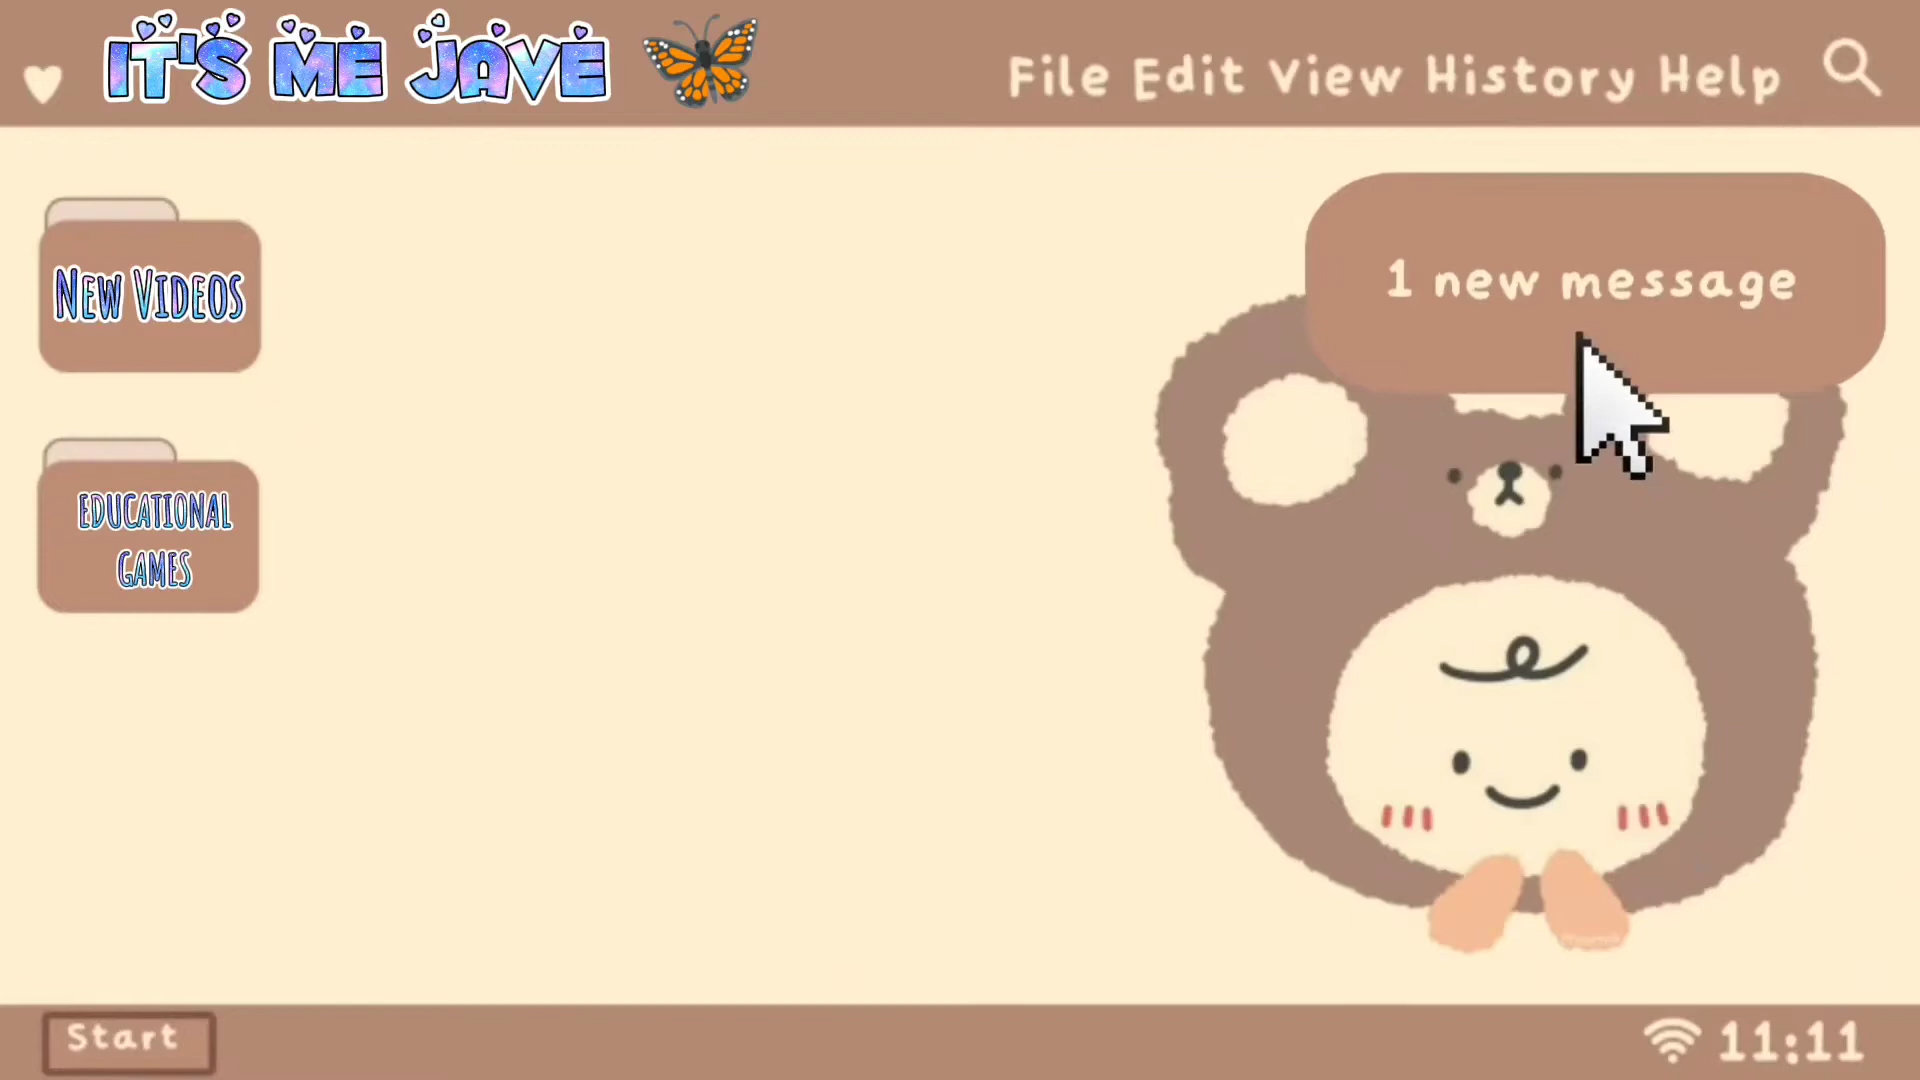 IT'S ME JAVE
File Edit View History Help
New Videos
1 new message
EDUCATIONAL
GAMES
Start
11:11